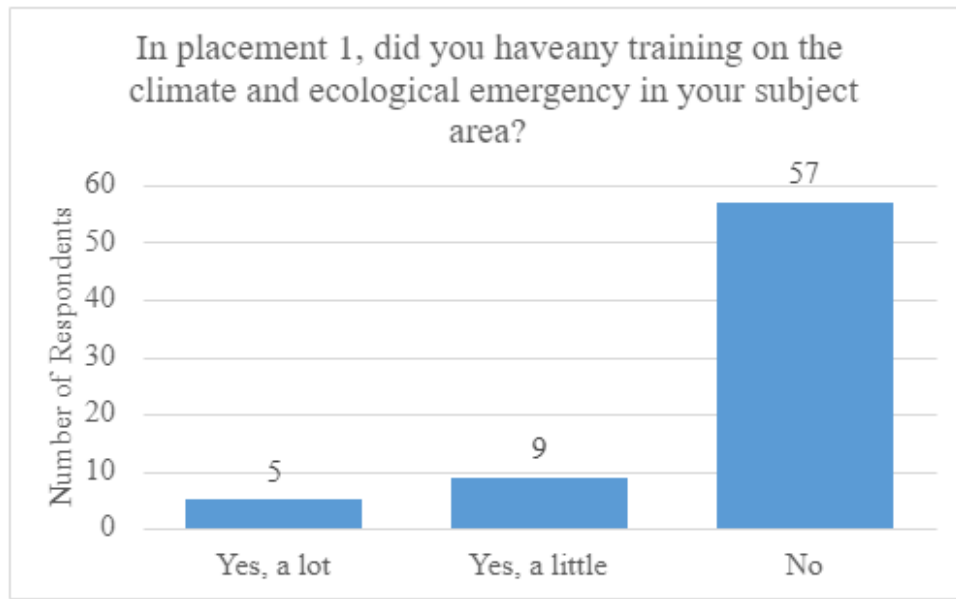 In placement 1, did you haveany training on the
climate and ecological emergency in your subject
area?
Number of Respondents
60
50
40
30
20
10
0
5
9
57
Yes, a lot
Yes, a little
No